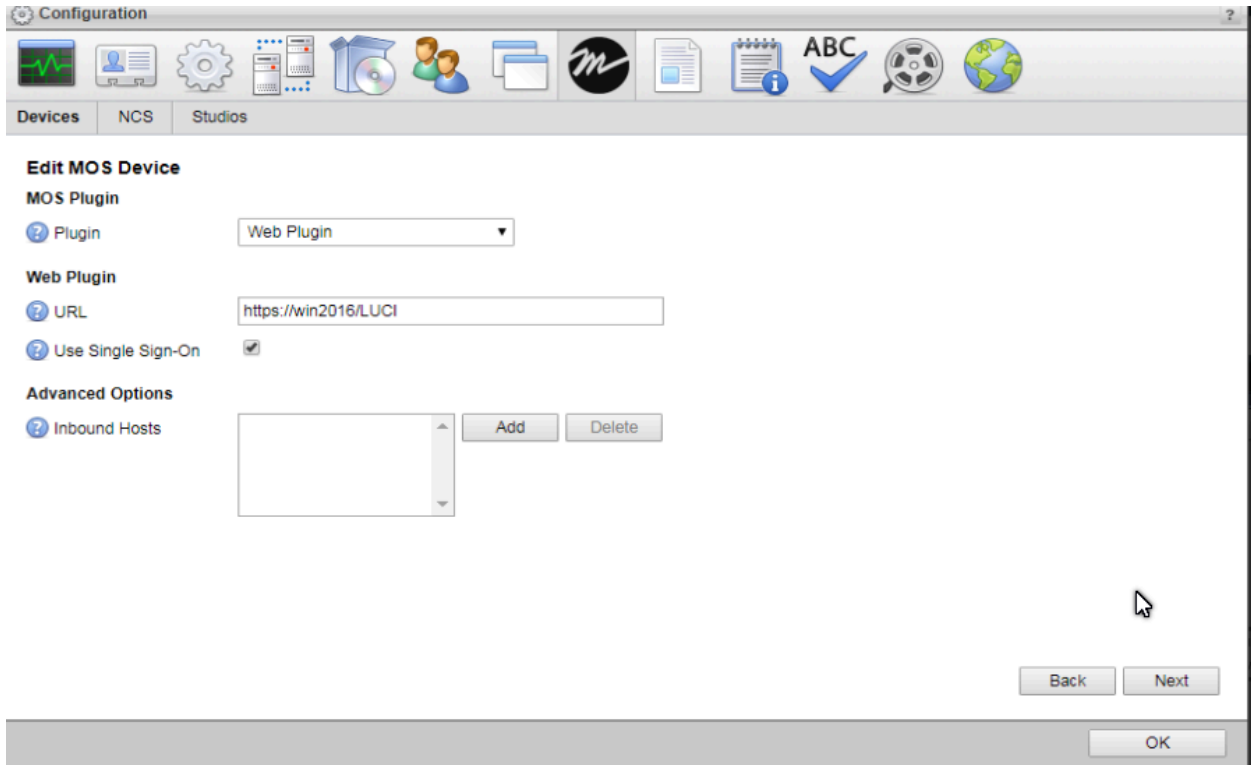 Configuration
?
ABC
Devices NCS Studios
Edit MOS Device
MOS Plugin
Plugin Web Plugin
Web Plugin
URL https://win2016/LUCI
Use Single Sign-On
Advanced Options
Inbound Hosts Add Delete
Back Next
OK